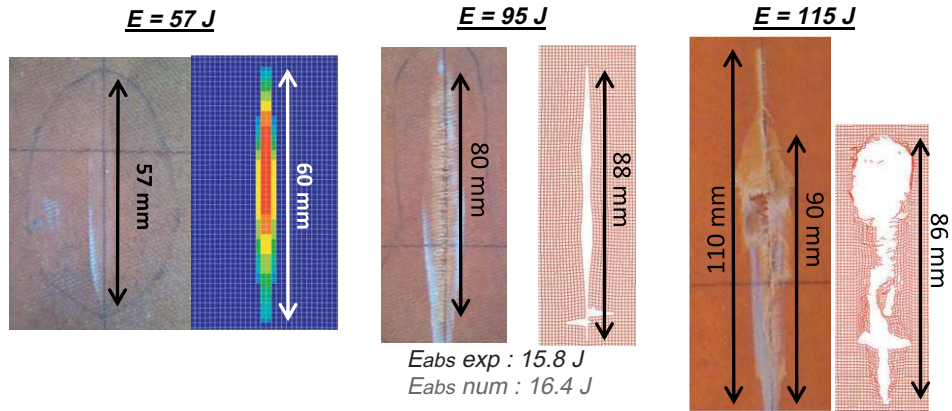 E = 57 J
E = 95 J
E = 115 J
57 mm
60 mm
80 mm
88 mm
110 mm
90 mm
86 mm
Eabs exp : 15.8 J
Eabs num : 16.4 J